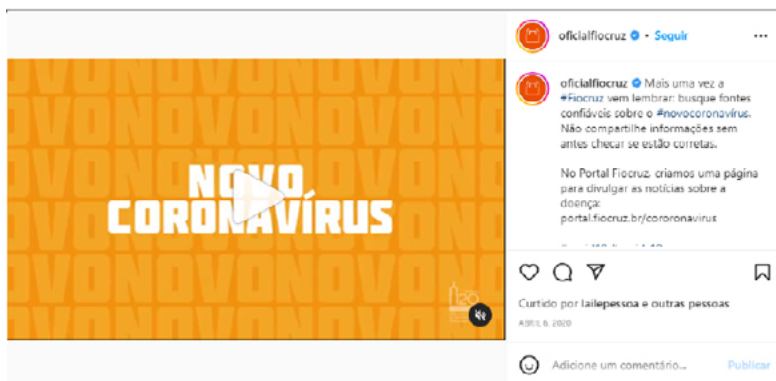 NOVO
CORONAVÍRUS
120
oficialfiocruz • Seguir
oficialfiocruz Mais uma vez a
#Fiocruz vem lembrar: busque fontes
confiáveis sobre o #novocoronavírus.
Não compartilhe informações sem
antes checar se estão corretas.
No Portal Fiocruz, criamos uma página
para divulgar as notícias sobre a
doença:
portal.fiocruz.br/cororonavirus
Curtido por lailepessoa e outras pessoas
ABRIL 6, 2020
Adicione um comentário...
Publicar